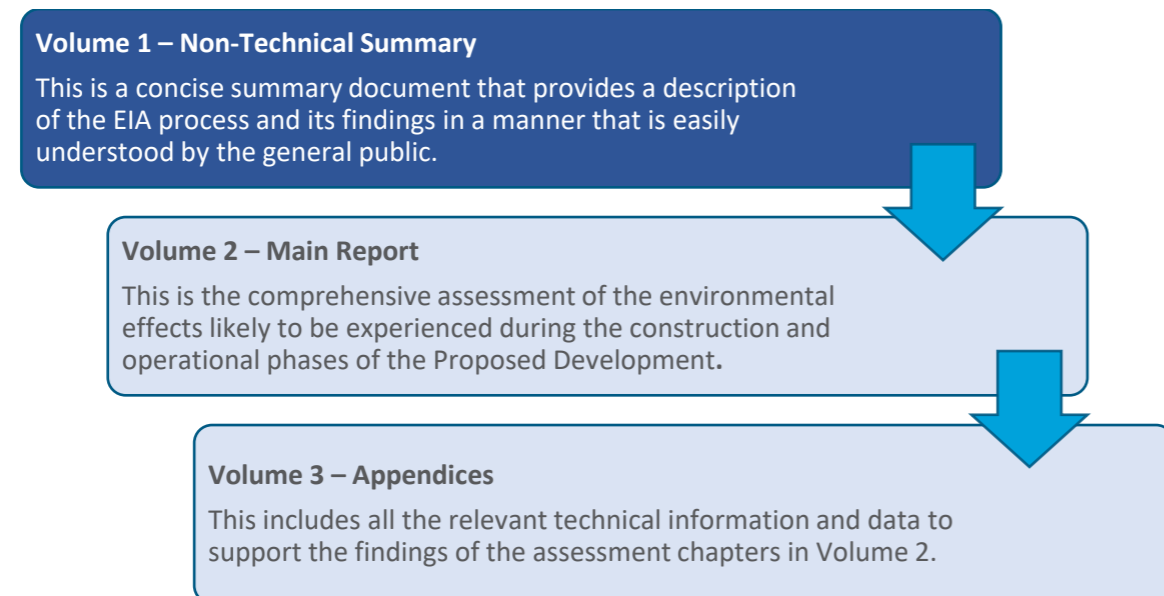 Volume 1 – Non-Technical Summary
This is a concise summary document that provides a description
of the EIA process and its findings in a manner that is easily
understood by the general public.
Volume 2 – Main Report
This is the comprehensive assessment of the environmental
effects likely to be experienced during the construction and
operational phases of the Proposed Development.
Volume 3 – Appendices
This includes all the relevant technical information and data to
support the findings of the assessment chapters in Volume 2.